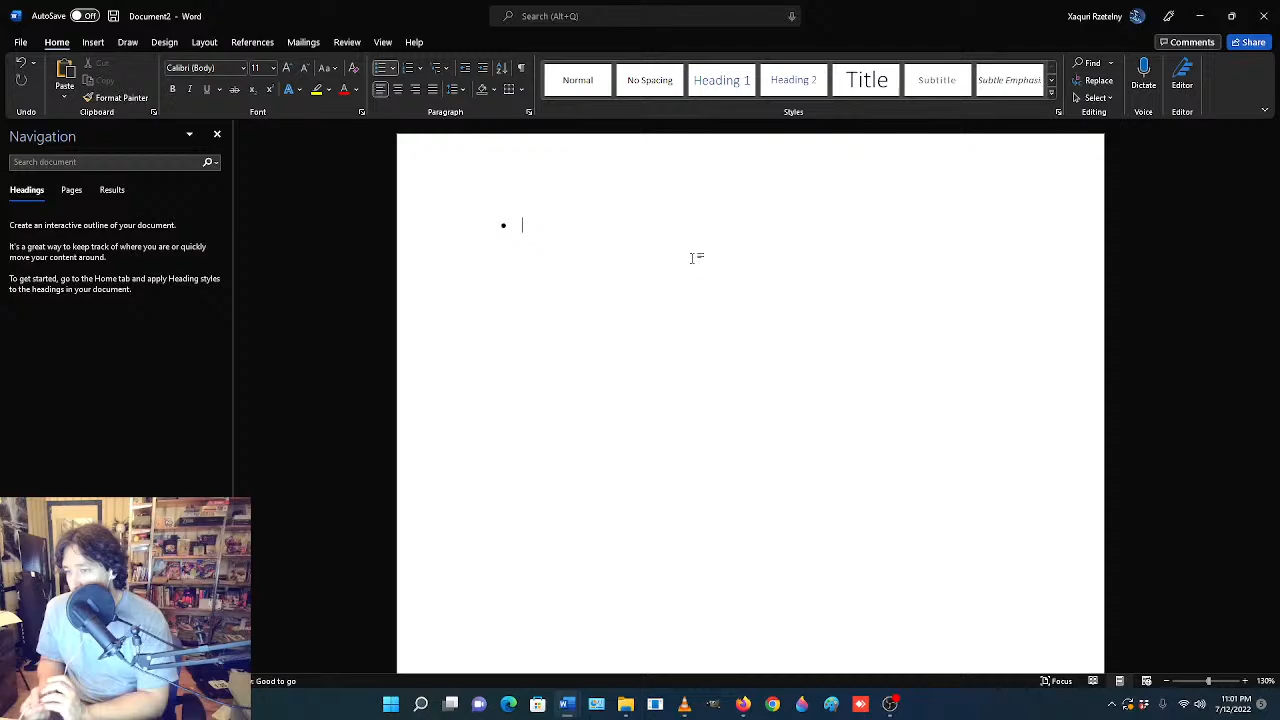 AutoSave Off Document2 - Word Search (Alt+Q) Xaquri Rzetelny
File Home Insert Draw Design Layout References Mailings Review View Help Comments Share
Calibri (Body) 11 Aa
Paste Cut Copy Format Painter
B U x
Normal No Spacing Heading 1 Heading 2 Title Subtitle Subtle Emphasis
Find Replace Select Dictate Editor
Undo Clipboard Font Paragraph Styles Editing Voice Editor
Navigation
Search document
Headings Pages Results
Create an interactive outline of your document.
It's a great way to keep track of where you are or quickly
move your content around.
To get started, go to the Home tab and apply Heading styles
to the headings in your document.
•
: Good to go Focus 130%
11:01 PM
7/12/2022